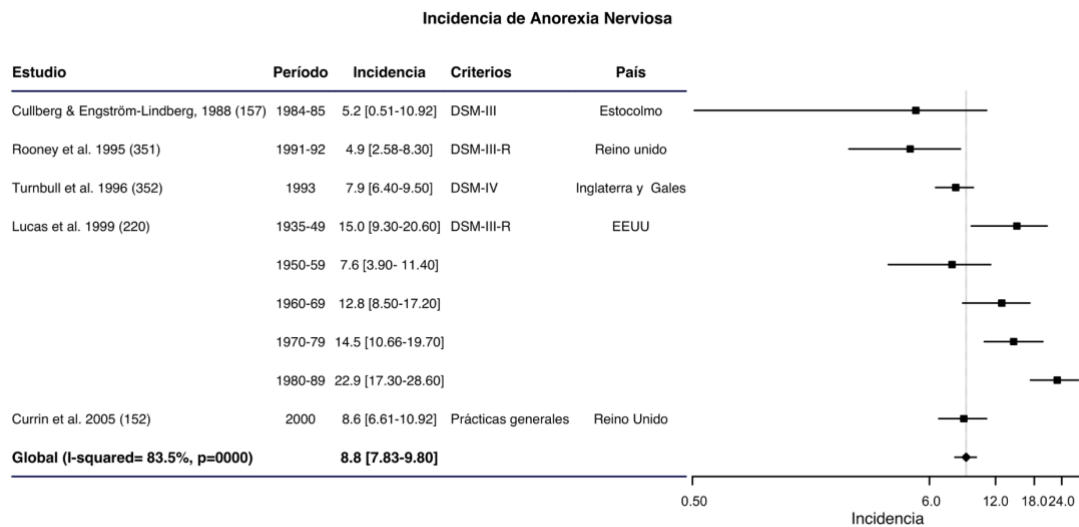 Incidencia de Anorexia Nerviosa
Estudio Período Incidencia Criterios País
Cullberg & Engström-Lindberg, 1988 (157) 1984-85 5.2 [0.51-10.92] DSM-III Estocolmo
Rooney et al. 1995 (351) 1991-92 4.9 [2.58-8.30] DSM-III-R Reino unido
Turnbull et al. 1996 (352) 1993 7.9 [6.40-9.50] DSM-IV Inglaterra y Gales
Lucas et al. 1999 (220) 1935-49 15.0 [9.30-20.60] DSM-III-R EEUU
1950-59 7.6 [3.90- 11.40]
1960-69 12.8 [8.50-17.20]
1970-79 14.5 [10.66-19.70]
1980-89 22.9 [17.30-28.60]
Currin et al. 2005 (152) 2000 8.6 [6.61-10.92] Prácticas generales Reino Unido
Global (I-squared= 83.5%, p=0000) 8.8 [7.83-9.80]
0.50 6.0 12.0 18.0 24.0
Incidencia